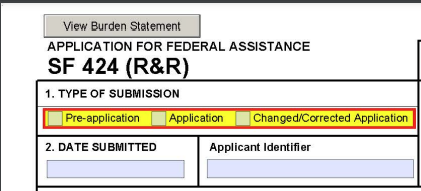 View Burden Statement
APPLICATION FOR FEDERAL ASSISTANCE
SF 424 (R&R)
1. TYPE OF SUBMISSION
Pre-application Application Changed/Corrected Application
2. DATE SUBMITTED Applicant Identifier